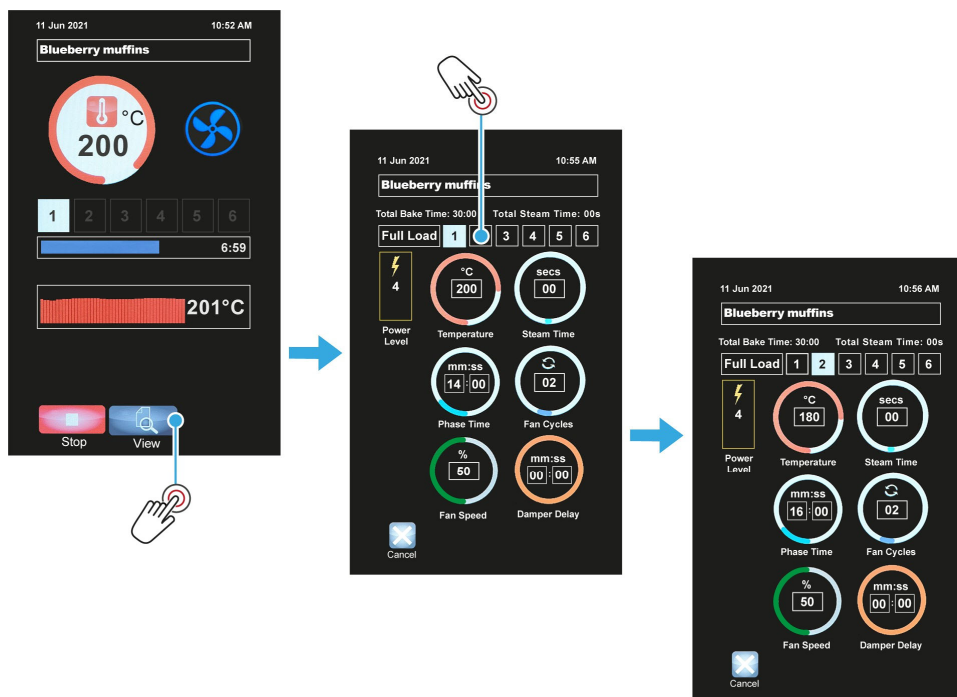 11 Jun 2021 10:52 AM
Blueberry muffins
°C
200
1 2 3 4 5 6
6:59
201°C
Stop View
11 Jun 2021 10:55 AM
Blueberry muffins
Total Bake Time: 30:00 Total Steam Time: 00s
Full Load 1 3 4 5 6
4
Power
Level
°C
200
Temperature
secs
00
Steam Time
mm:ss
14:00
Phase Time
02
Fan Cycles
%
50
Fan Speed
mm:ss
00:00
Damper Delay
Cancel
11 Jun 2021 10:56 AM
Blueberry muffins
Total Bake Time: 30:00 Total Steam Time: 00s
Full Load 1 2 3 4 5 6
4
Power
Level
°C
180
Temperature
secs
00
Steam Time
mm:ss
16:00
Phase Time
02
Fan Cycles
%
50
Fan Speed
mm:ss
00:00
Damper Delay
Cancel